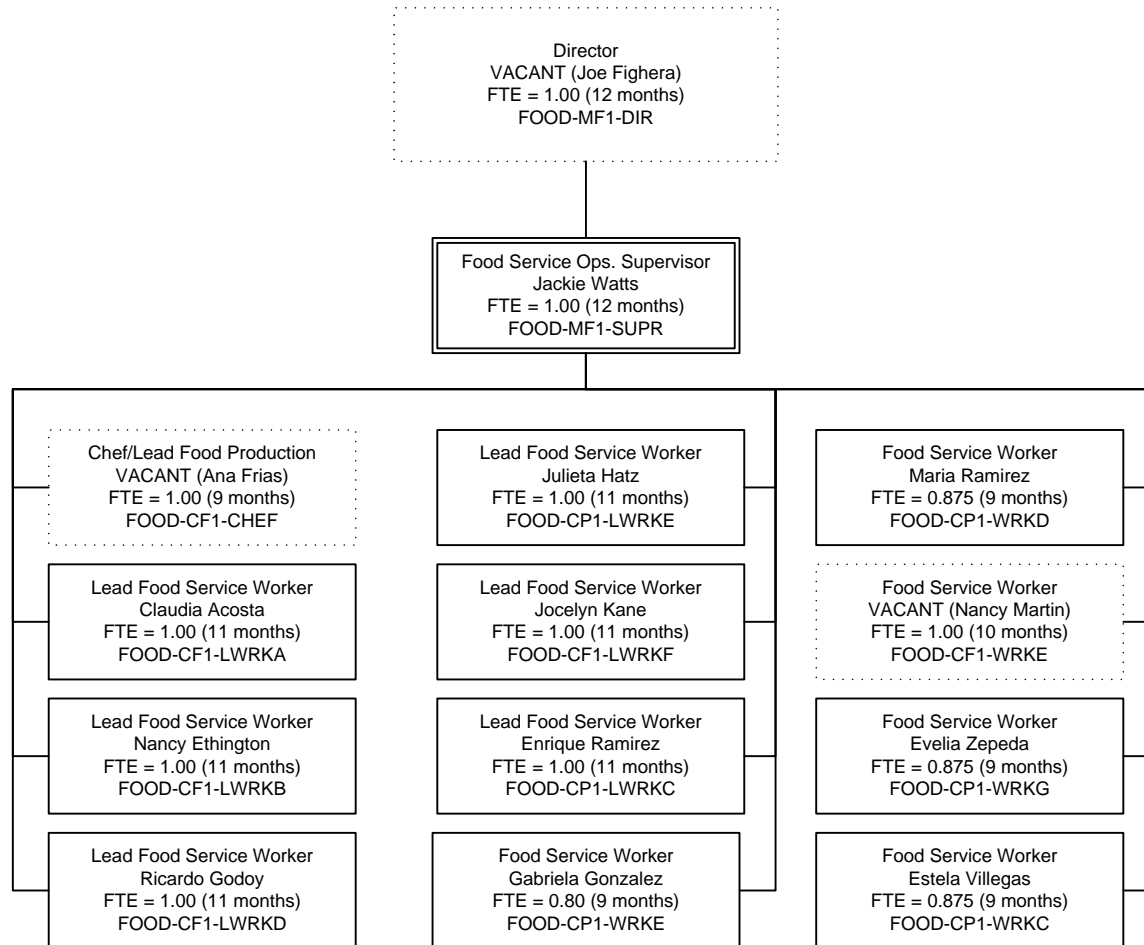 Director
VACANT (Joe Fighera)
FTE = 1.00 (12 months)
FOOD-MF1-DIR
Food Service Ops. Supervisor
Jackie Watts
FTE = 1.00 (12 months)
FOOD-MF1-SUPR
Chef/Lead Food Production
VACANT (Ana Frias)
FTE = 1.00 (9 months)
FOOD-CF1-CHEF
Lead Food Service Worker
Julieta Hatz
FTE = 1.00 (11 months)
FOOD-CP1-LWRKE
Food Service Worker
Maria Ramirez
FTE = 0.875 (9 months)
FOOD-CP1-WRKD
Lead Food Service Worker
Claudia Acosta
FTE = 1.00 (11 months)
FOOD-CF1-LWRKA
Lead Food Service Worker
Jocelyn Kane
FTE = 1.00 (11 months)
FOOD-CF1-LWRKF
Food Service Worker
VACANT (Nancy Martin)
FTE = 1.00 (10 months)
FOOD-CF1-WRKE
Lead Food Service Worker
Nancy Ethington
FTE = 1.00 (11 months)
FOOD-CF1-LWRKB
Lead Food Service Worker
Enrique Ramirez
FTE = 1.00 (11 months)
FOOD-CP1-LWRKC
Food Service Worker
Evelia Zepeda
FTE = 0.875 (9 months)
FOOD-CP1-WRKG
Lead Food Service Worker
Ricardo Godoy
FTE = 1.00 (11 months)
FOOD-CF1-LWRKD
Food Service Worker
Gabriela Gonzalez
FTE = 0.80 (9 months)
FOOD-CP1-WRKE
Food Service Worker
Estela Villegas
FTE = 0.875 (9 months)
FOOD-CP1-WRKC